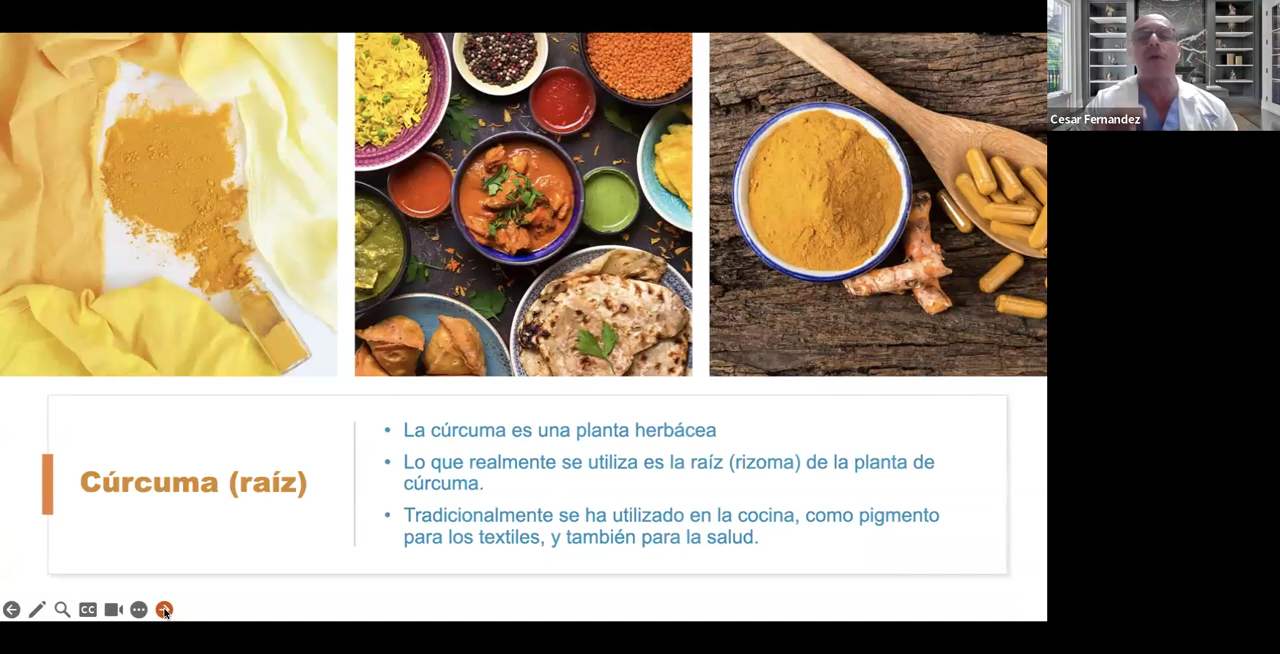 Cesar Fernandez
Cúrcuma (raíz)
• La cúrcuma es una planta herbácea
• Lo que realmente se utiliza es la raíz (rizoma) de la planta de
cúrcuma.
• Tradicionalmente se ha utilizado en la cocina, como pigmento
para los textiles, y también para la salud.
CC